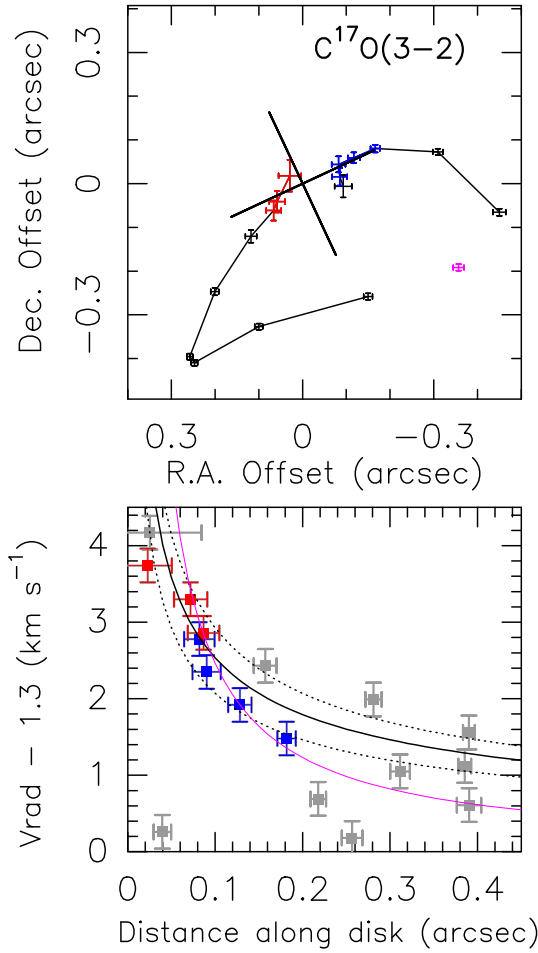 C¹⁷O(3−2)
Dec. Offset (arcsec)
0.3
0
−0.3
0.3 0 −0.3
R.A. Offset (arcsec)
Vrad − 1.3 (km s⁻¹)
4
3
2
1
0
0 0.1 0.2 0.3 0.4
Distance along disk (arcsec)